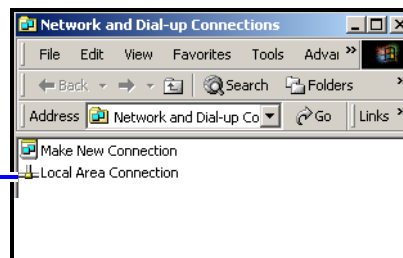 Network and Dial-up Connections
File Edit View Favorites Tools Advai »
Back Search Folders »
Address Network and Dial-up Co Go Links »
Make New Connection
Local Area Connection